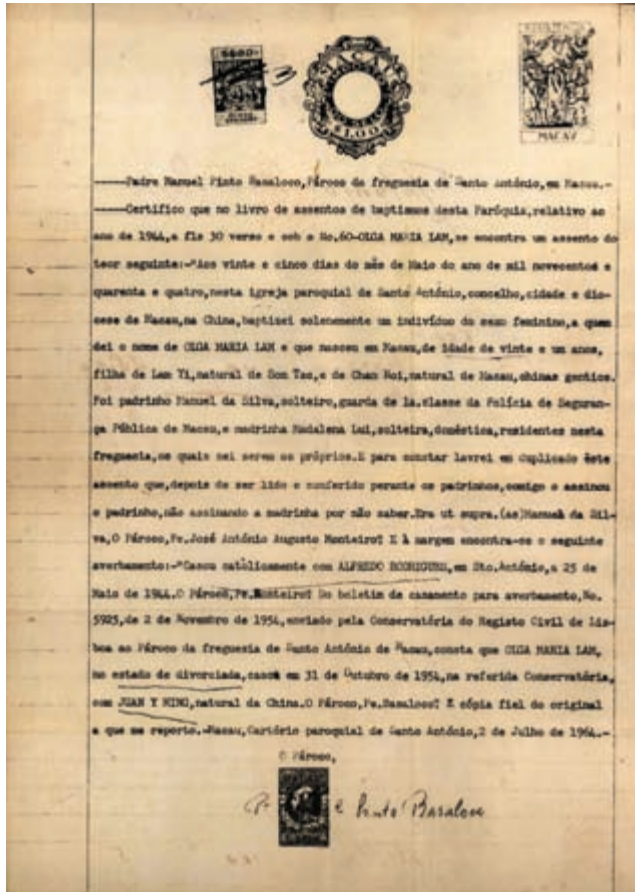 MACAU
$1,00
MACAU
-----Padre Manuel Pinto Basaloco,Pároco da freguesia de Santo António,em Macau.-
-----Certifico que no livro de assentos de baptismos desta Paróquia,relativo ao
ano de 1944,a fls 30 verso e sob o No.60-OLGA MARIA LAM,se encontra um assento do
teor seguinte:-"Aos vinte e cinco dias do mês de Maio do ano de mil novecentos e
quarenta e quatro,nesta igreja paroquial de Santo António,concelho,cidade e dio-
cese de Macau,na China,baptizei solenemente um indivíduo do sexo feminino,a quem
dei o nome de OLGA MARIA LAM e que nasceu em Macau,de idade de vinte e um anos,
filha de Lam Yi,natural de Son Tac,e de Chan Noi,natural de Macau,chinas gentios.
Foi padrinho Manuel da Silva,solteiro,guarda de 1a.classe da Polícia de Seguran-
ça Pública de Macau,e madrinha Madalena Lui,solteira,doméstica,residentes nesta
freguesia,os quais sei serem os próprios.E para constar lavrei em duplicado êste
assento que,depois de ser lido e conferido perante os padrinhos,comigo o assinou
o padrinho,não assinando a madrinha por não saber.Era ut supra.(as)Manuel da Sil-
va,O Pároco,Pe.José António Augusto Monteiro? E à margem encontra-se o seguinte
averbamento:-"Casou catòlicamente com ALFREDO RODRIGUES,em Sto.António,a 25 de
Maio de 1944.O Pároco,Pe.Monteiro? Do boletim de casamento para averbamento,No.
5925,de 2 de Novembro de 1954,enviado pela Conservatória do Registo Civil de Lis-
boa ao Pároco da freguesia de Santo António de Macau,consta que OLGA MARIA LAM,
no estado de divorciada,casou em 31 de Outubro de 1954,na referida Conservatória,
com JUAN Y MING,natural da China.O Pároco,Pe.Basaloco? É cópia fiel do original
a que me reporto.-Macau,Cartório paroquial de Santo António,2 de Julho de 1964.-
O Pároco,
Pinto Basaloco